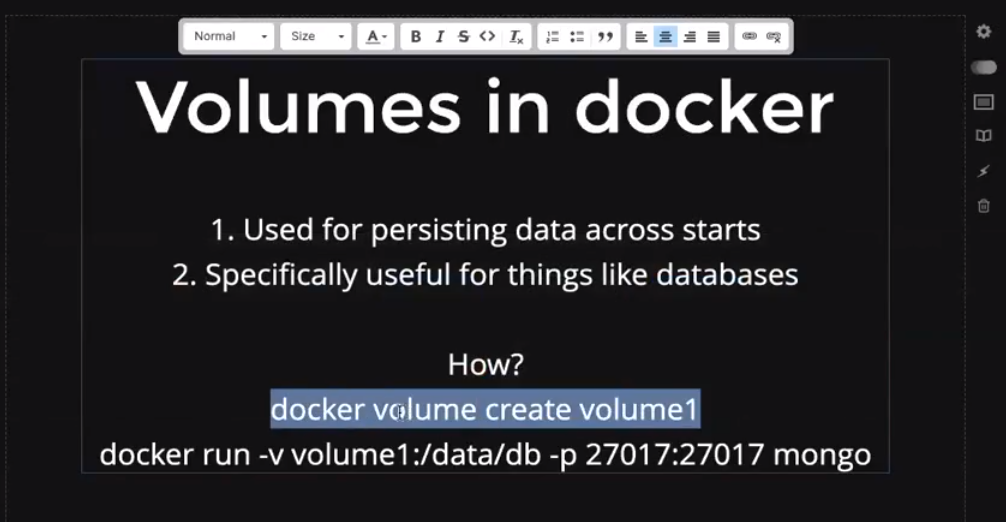 Normal Size A B I S <> Tx
Volumes in docker
1. Used for persisting data across starts
2. Specifically useful for things like databases
How?
docker volume create volume1
docker run -v volume1:/data/db -p 27017:27017 mongo